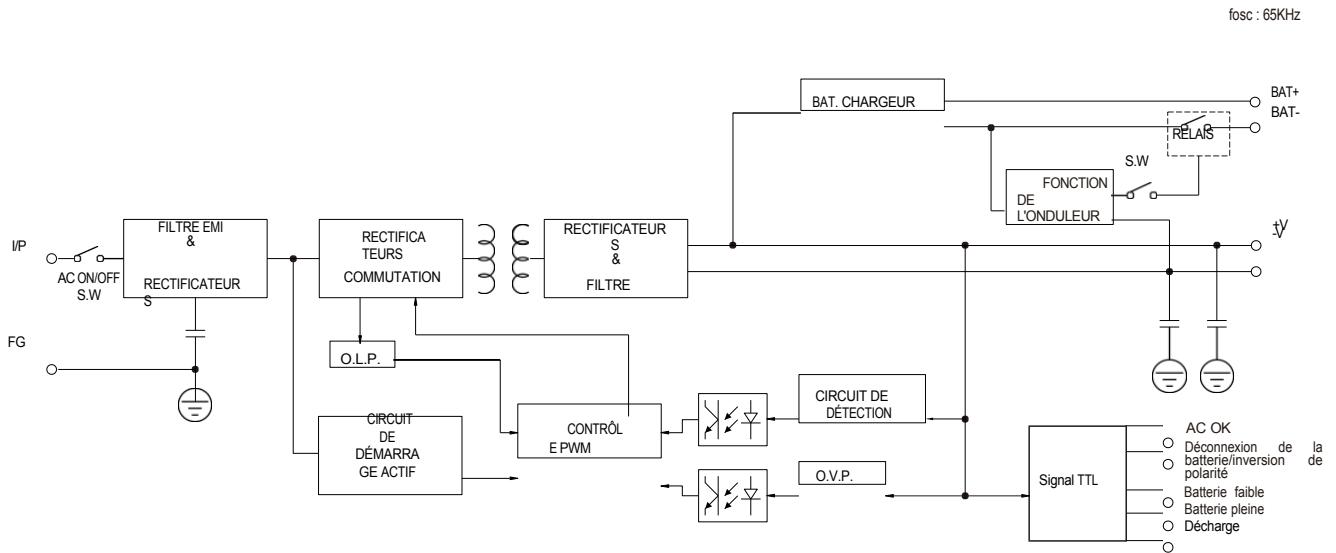 fosc : 65KHz
BAT. CHARGEUR
BAT+
BAT-
RELAIS
S.W
FONCTION
DE
L'ONDULEUR
I/P
AC ON/OFF
S.W
FILTRE EMI
&
RECTIFICATEUR
S
RECTIFICA
TEURS
COMMUTATION
RECTIFICATEUR
S
&
FILTRE
+V
-V
FG
O.L.P.
CIRCUIT
DE
DÉMARRA
GE ACTIF
CONTRÔL
E PWM
CIRCUIT DE
DÉTECTION
O.V.P.
Signal TTL
AC OK
Déconnexion de la
batterie/inversion de
polarité
Batterie faible
Batterie pleine
Décharge